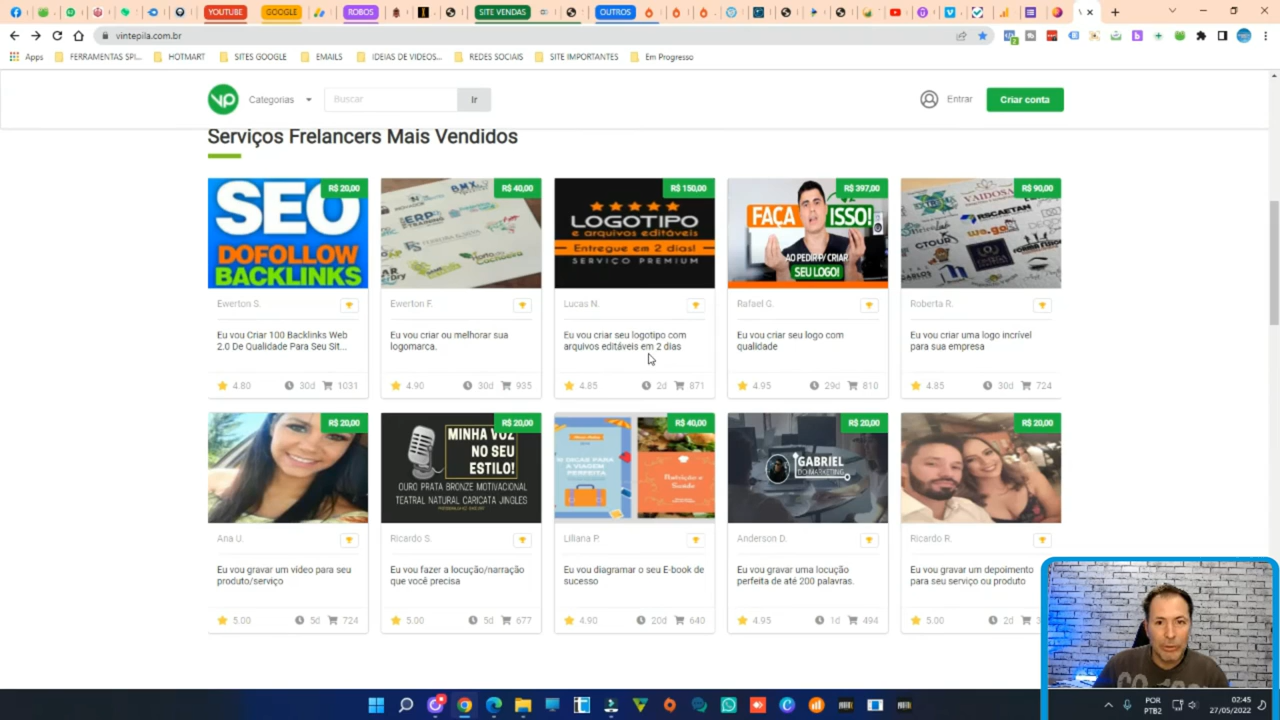 YOUTUBE
GOOGLE
ROBOS
SITE VENDAS
OUTROS
vintepila.com.br
Apps
FERRAMENTAS SPI...
HOTMART
SITES GOOGLE
EMAILS
IDEIAS DE VIDEOS...
REDES SOCIAIS
SITE IMPORTANTES
Em Progresso
vp
Categorias
Buscar
Ir
Entrar
Criar conta
Serviços Frelancers Mais Vendidos
R$ 20,00
SEO
DOFOLLOW
BACKLINKS
Ewerton S.
Eu vou Criar 100 Backlinks Web
2.0 De Qualidade Para Seu Sit...
4.80 30d 1031
R$ 40,00
Ewerton F.
Eu vou criar ou melhorar sua
logomarca.
4.90 30d 935
R$ 150,00
LOGOTIPO
e arquivos editáveis
Entregue em 2 dias!
SERVIÇO PREMIUM
Lucas N.
Eu vou criar seu logotipo com
arquivos editáveis em 2 dias
4.85 2d 871
R$ 397,00
FAÇA ISSO!
AO PEDIR/CRIAR
SEU LOGO!
Rafael G.
Eu vou criar seu logo com
qualidade
4.95 29d 810
R$ 90,00
VAIDOSA
RSCAETAN
wa.go
CTOUR
Roberta R.
Eu vou criar uma logo incrível
para sua empresa
4.85 30d 724
R$ 20,00
Ana U.
Eu vou gravar um vídeo para seu
produto/serviço
5.00 5d 724
R$ 20,00
MINHA VOZ
NO SEU
ESTILO!
OURO PRATA BRONZE MOTIVACIONAL
TEATRAL NATURAL CARICATA JINGLES
Ricardo S.
Eu vou fazer a locução/narração
que você precisa
5.00 5d 677
R$ 40,00
Liliana P.
Eu vou diagramar o seu E-book de
sucesso
4.90 20d 640
R$ 20,00
GABRIEL
DO MARKETING
Anderson D.
Eu vou gravar uma locução
perfeita de até 200 palavras.
4.95 1d 494
R$ 20,00
Ricardo R.
Eu vou gravar um depoimento
para seu serviço ou produto
5.00 2d
POR
PTB2
02:45
27/05/2022